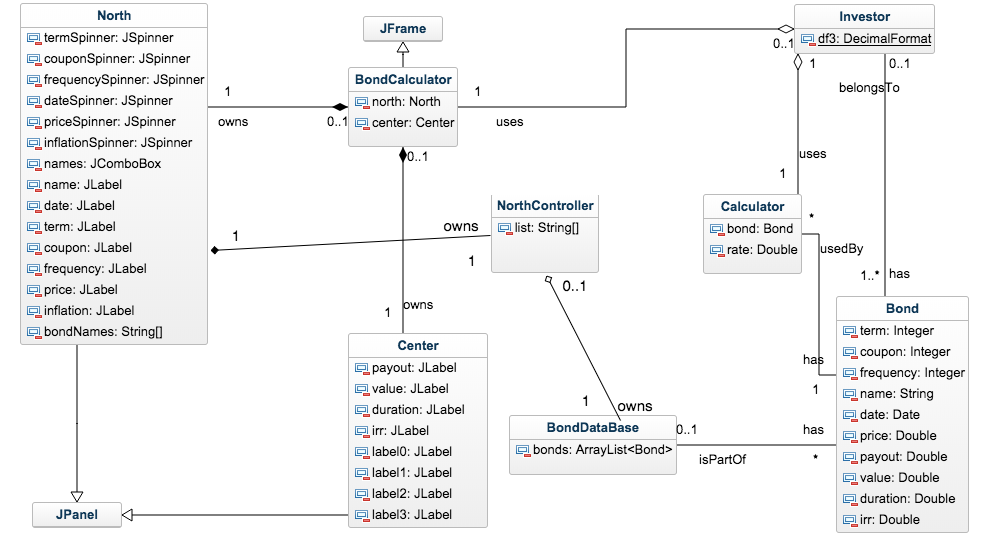 North
termSpinner: JSpinner
couponSpinner: JSpinner
frequencySpinner: JSpinner
dateSpinner: JSpinner
priceSpinner: JSpinner
inflationSpinner: JSpinner
names: JComboBox
name: JLabel
date: JLabel
term: JLabel
coupon: JLabel
frequency: JLabel
price: JLabel
inflation: JLabel
bondNames: String[]
1
owns
0..1
JFrame
BondCalculator
north: North
center: Center
1
uses
0..1
Investor
df3: DecimalFormat
0..1
1
0..1
belongsTo
uses
1
Calculator
bond: Bond
rate: Double
*
usedBy
1..*
has
has
1
NorthController
list: String[]
1
owns
1
0..1
1
owns
1
owns
Center
payout: JLabel
value: JLabel
duration: JLabel
irr: JLabel
label0: JLabel
label1: JLabel
label2: JLabel
label3: JLabel
BondDataBase
bonds: ArrayList<Bond>
0..1
isPartOf
has
*
Bond
term: Integer
coupon: Integer
frequency: Integer
name: String
date: Date
price: Double
payout: Double
value: Double
duration: Double
irr: Double
JPanel